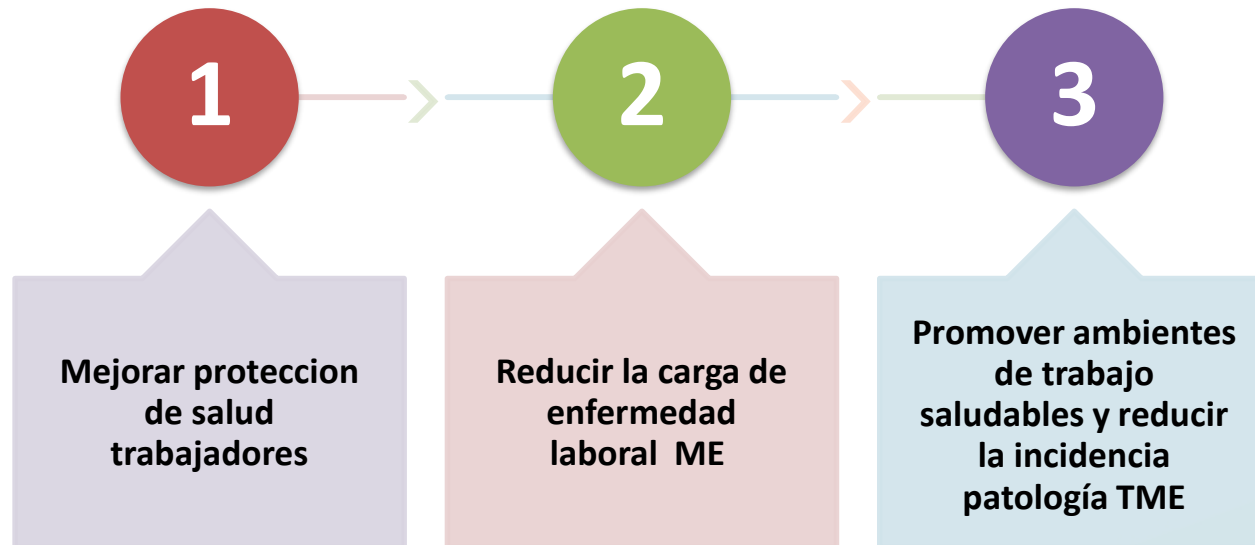 1
2
3
Mejorar proteccion
de salud
trabajadores
Reducir la carga de
enfermedad
laboral ME
Promover ambientes
de trabajo
saludables y reducir
la incidencia
patología TME